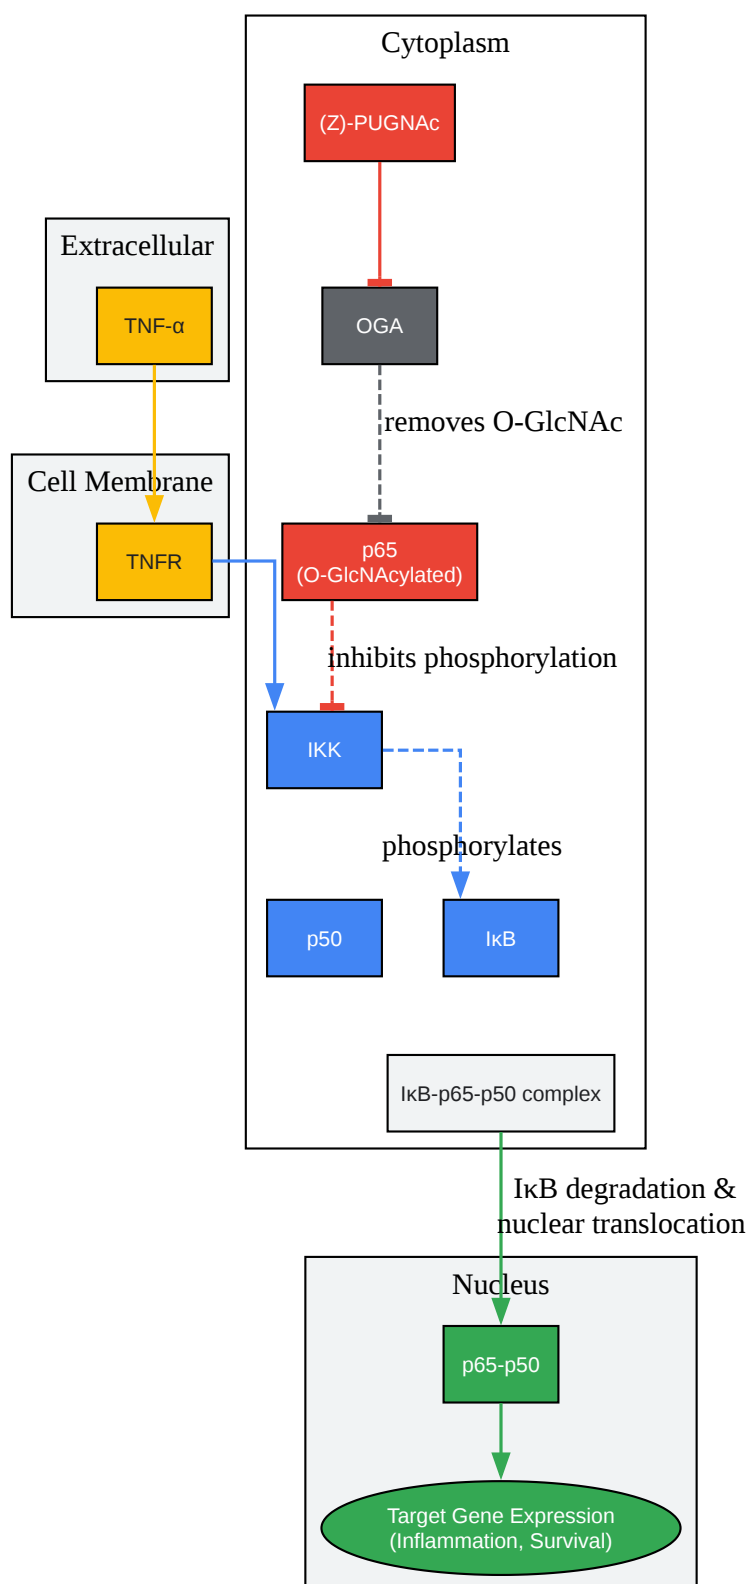 Cytoplasm
(Z)-PUGNAc
Extracellular
TNF-α
OGA
removes O-GlcNAc
Cell Membrane
TNFR
p65
(O-GlcNAcylated)
inhibits phosphorylation
IKK
phosphorylates
p50
IκB
IκB-p65-p50 complex
IκB degradation &
nuclear translocation
Nucleus
p65-p50
Target Gene Expression
(Inflammation, Survival)